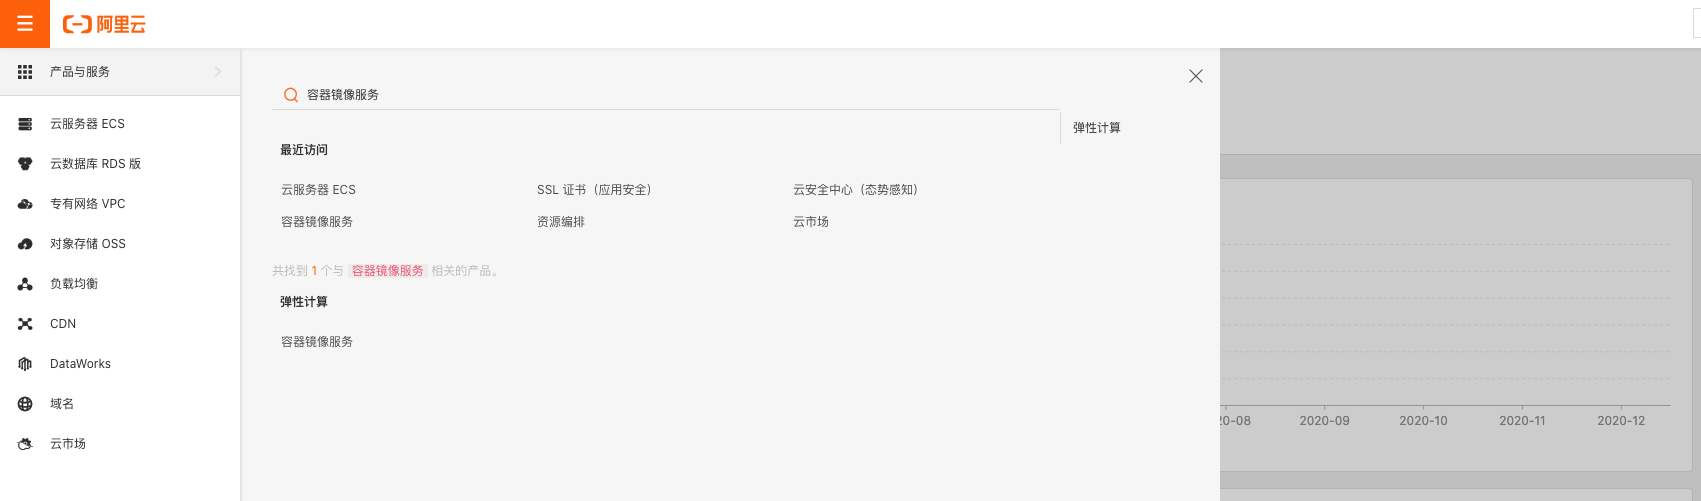 阿里云
产品与服务
云服务器 ECS
云数据库 RDS 版
专有网络 VPC
对象存储 OSS
负载均衡
CDN
DataWorks
域名
云市场
容器镜像服务
弹性计算
最近访问
云服务器 ECS
SSL 证书（应用安全）
云安全中心（态势感知）
容器镜像服务
资源编排
云市场
共找到 1 个与 容器镜像服务 相关的产品。
弹性计算
容器镜像服务
0-08 2020-09 2020-10 2020-11 2020-12